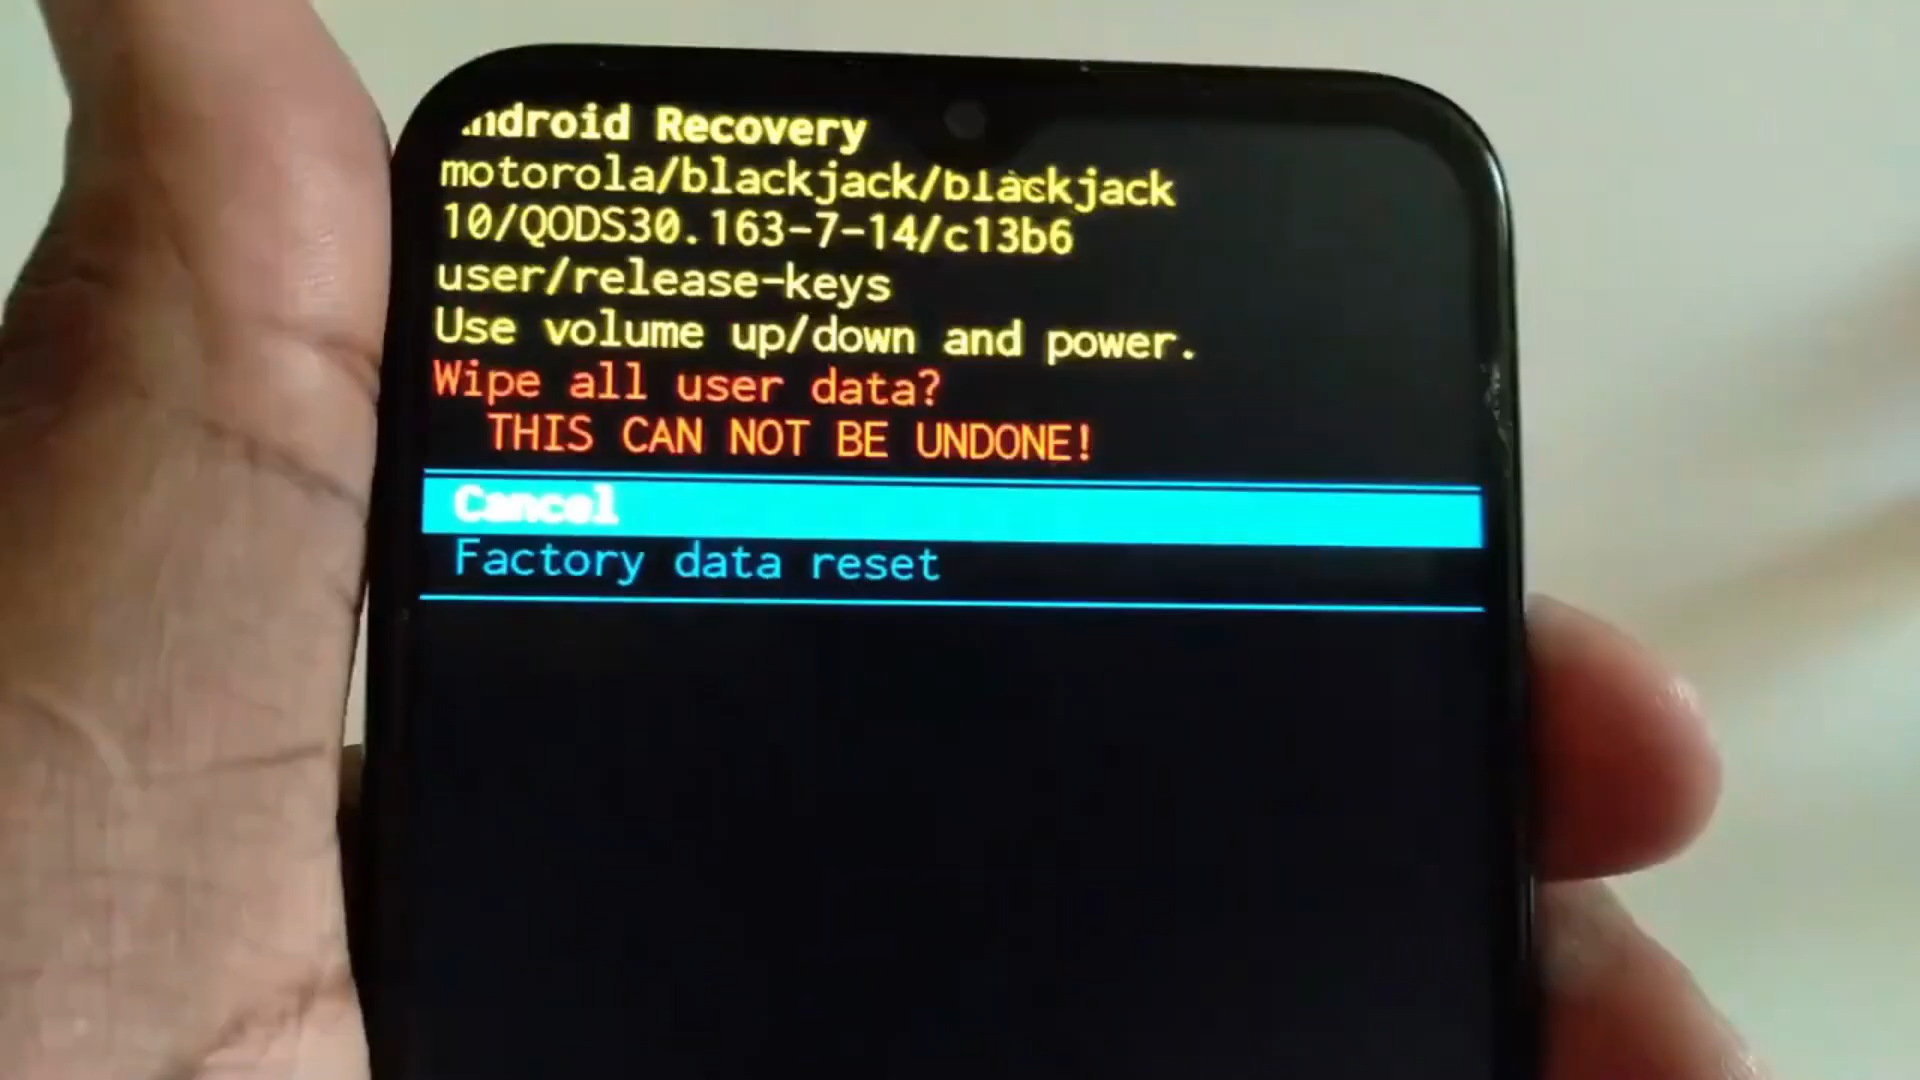 Android Recovery
motorola/blackjack/blackjack
10/QODS30.163-7-14/c13b6
user/release-keys
Use volume up/down and power.
Wipe all user data?
THIS CAN NOT BE UNDONE!
Cancel
Factory data reset